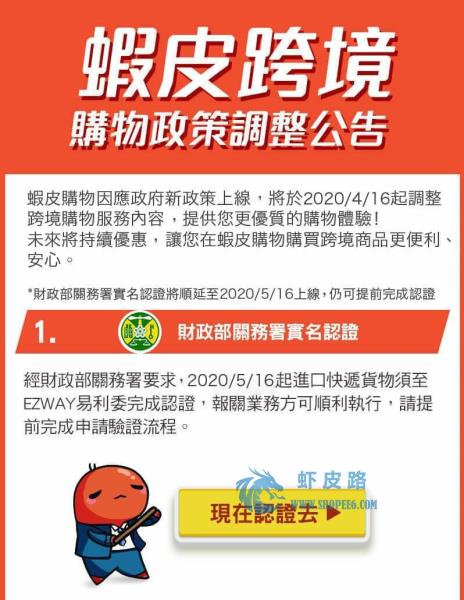 蝦皮跨境
購物政策調整公告
蝦皮購物因應政府新政策上線，將於2020/4/16起調整
跨境購物服務內容，提供您更優質的購物體驗！
未來將持續優惠，讓您在蝦皮購物購買跨境商品更便利、
安心。
*財政部關務署實名認證將順延至2020/5/16上線，仍可提前完成認證
1. 財政部關務署實名認證
經財政部關務署要求，2020/5/16起進口快遞貨物須至
EZWAY易利委完成認證，報關業務方可順利執行，請提
前完成申請驗證流程。
虾皮路
WWW.SHOPEE6.COM
現在認證去